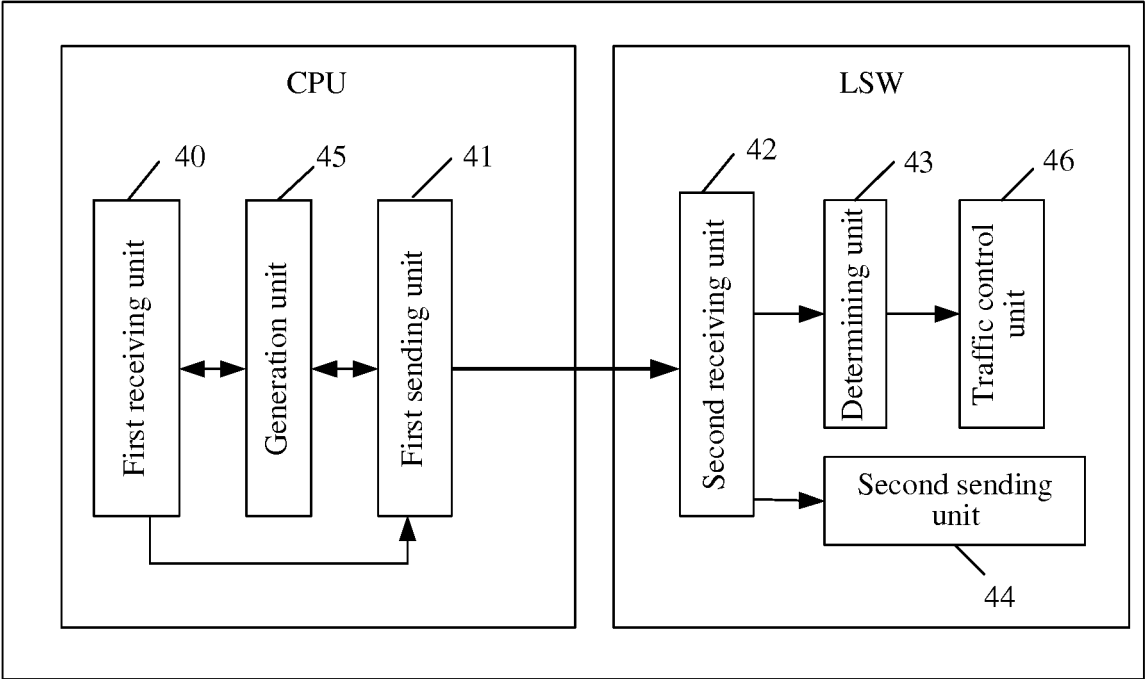 CPU
LSW
40
45
41
42
43
46
First receiving unit
Generation unit
First sending unit
Second receiving unit
Determining unit
Traffic control
unit
Second sending
unit
44